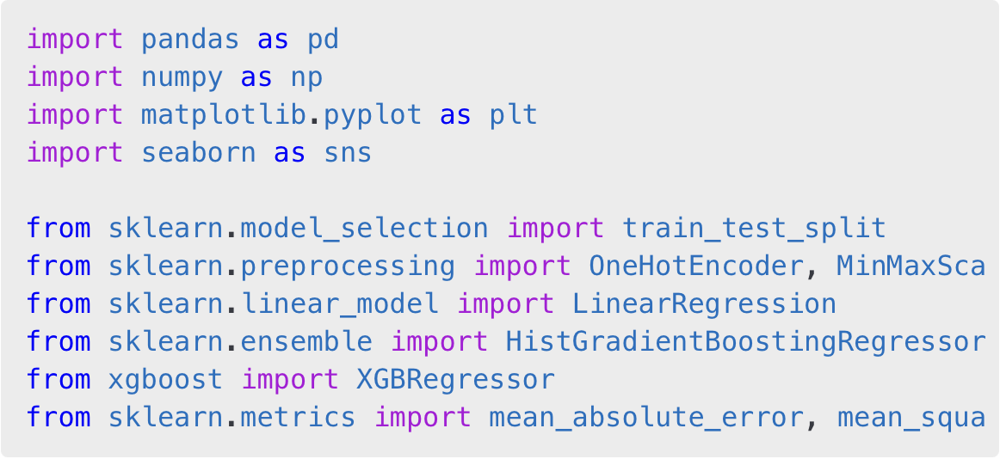 import pandas as pd
import numpy as np
import matplotlib.pyplot as plt
import seaborn as sns
from sklearn.model_selection import train_test_split
from sklearn.preprocessing import OneHotEncoder, MinMaxSca
from sklearn.linear_model import LinearRegression
from sklearn.ensemble import HistGradientBoostingRegressor
from xgboost import XGBRegressor
from sklearn.metrics import mean_absolute_error, mean_squa